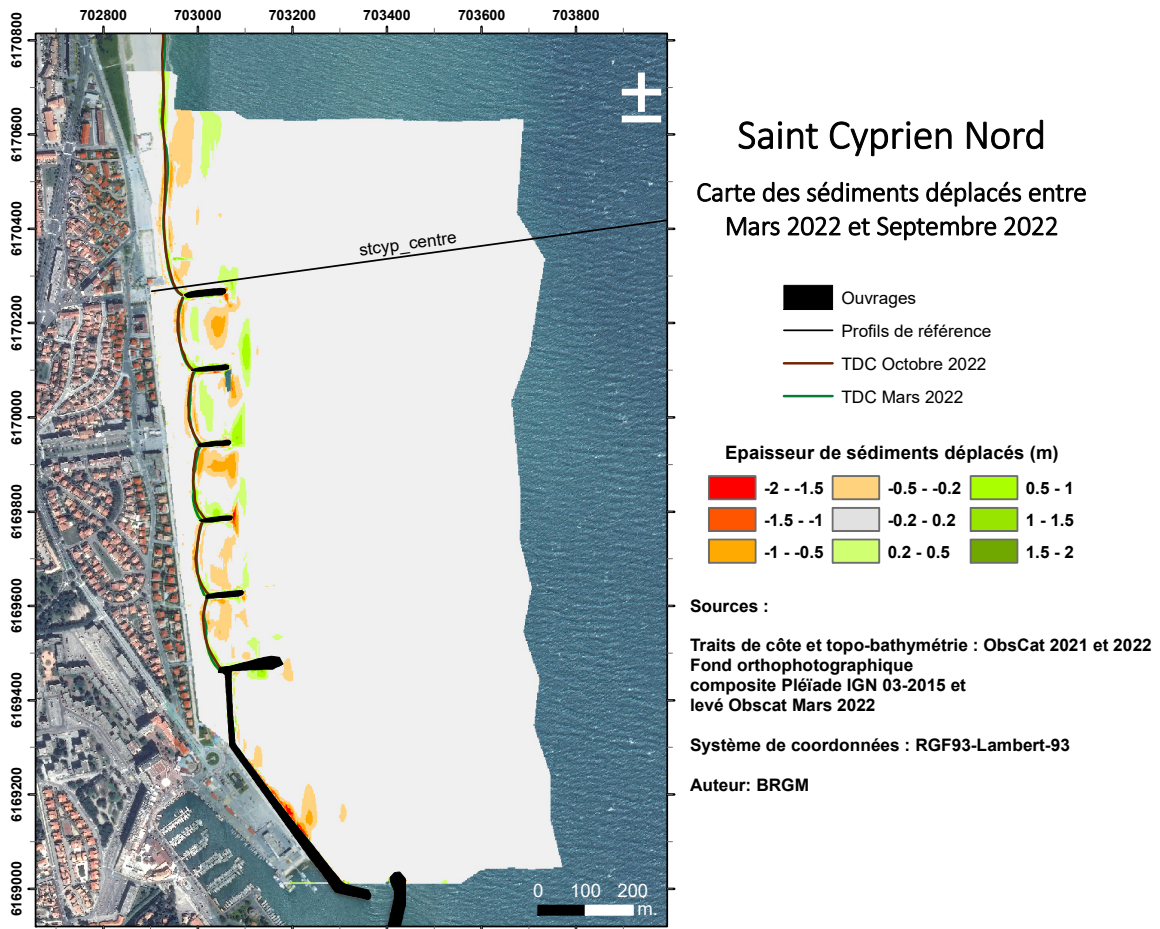 702800 703000 703200 703400 703600 703800
6170800
6170600
6170400
6170200
6170000
6169800
6169600
6169400
6169200
6169000
stcyp_centre
0 100 200
m.
Saint Cyprien Nord
Carte des sédiments déplacés entre
Mars 2022 et Septembre 2022
Ouvrages
Profils de référence
TDC Octobre 2022
TDC Mars 2022
Epaisseur de sédiments déplacés (m)
-2 - -1.5 -0.5 - -0.2 0.5 - 1
-1.5 - -1 -0.2 - 0.2 1 - 1.5
-1 - -0.5 0.2 - 0.5 1.5 - 2
Sources :
Traits de côte et topo-bathymétrie : ObsCat 2021 et 2022
Fond orthophotographique
composite Pléïade IGN 03-2015 et
levé Obscat Mars 2022
Système de coordonnées : RGF93-Lambert-93
Auteur: BRGM